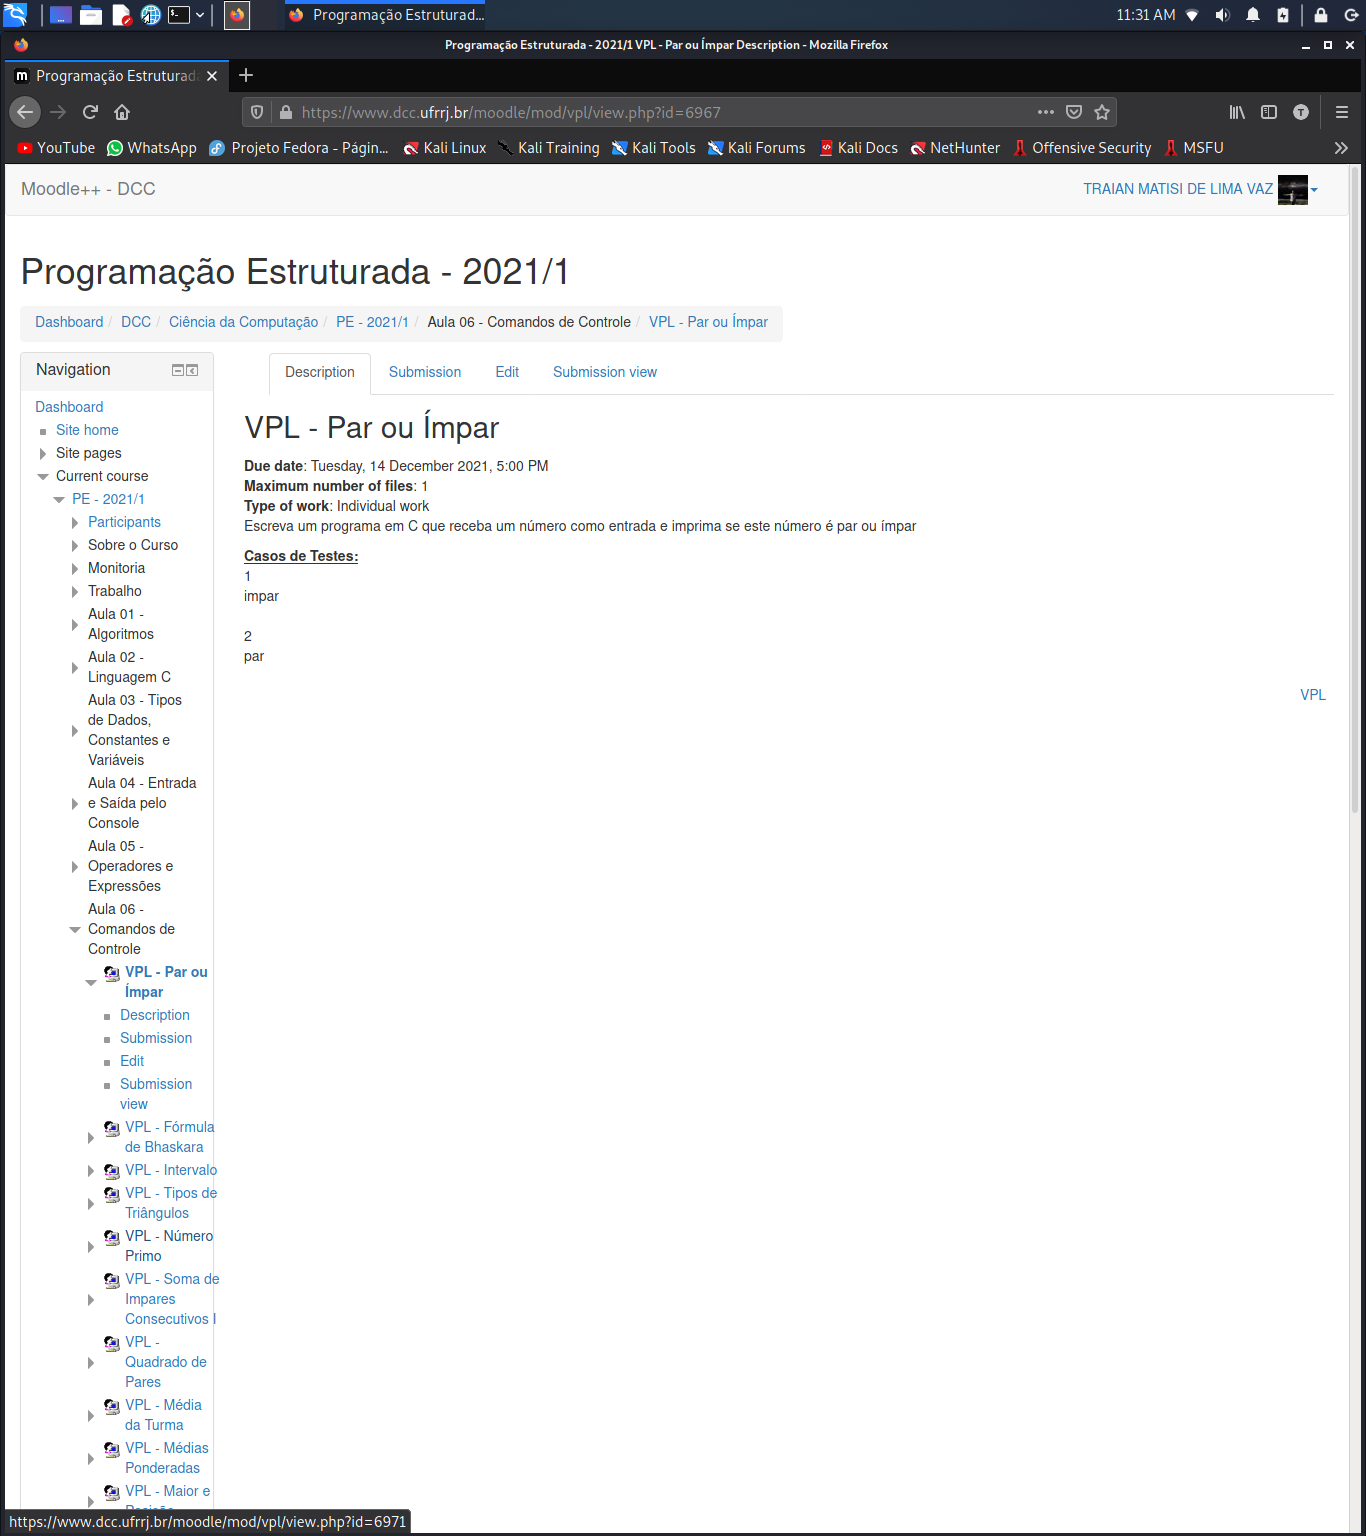 Programação Estruturad...
11:31 AM
Programação Estruturada - 2021/1 VPL - Par ou Ímpar Description - Mozilla Firefox
Programação Estruturada
https://www.dcc.ufrrj.br/moodle/mod/vpl/view.php?id=6967
T
YouTube
WhatsApp
Projeto Fedora - Págin...
Kali Linux
Kali Training
Kali Tools
Kali Forums
Kali Docs
NetHunter
Offensive Security
MSFU
Moodle++ - DCC
TRAIAN MATISI DE LIMA VAZ
Programação Estruturada - 2021/1
Dashboard / DCC / Ciência da Computação / PE - 2021/1 / Aula 06 - Comandos de Controle / VPL - Par ou Ímpar
Navigation
Dashboard
Site home
Site pages
Current course
PE - 2021/1
Participants
Sobre o Curso
Monitoria
Trabalho
Aula 01 -
Algoritmos
Aula 02 -
Linguagem C
Aula 03 - Tipos
de Dados,
Constantes e
Variáveis
Aula 04 - Entrada
e Saída pelo
Console
Aula 05 -
Operadores e
Expressões
Aula 06 -
Comandos de
Controle
VPL - Par ou
Ímpar
Description
Submission
Edit
Submission
view
VPL - Fórmula
de Bhaskara
VPL - Intervalo
VPL - Tipos de
Triângulos
VPL - Número
Primo
VPL - Soma de
Impares
Consecutivos I
VPL -
Quadrado de
Pares
VPL - Média
da Turma
VPL - Médias
Ponderadas
VPL - Maior e
Description
Submission
Edit
Submission view
VPL - Par ou Ímpar
Due date: Tuesday, 14 December 2021, 5:00 PM
Maximum number of files: 1
Type of work: Individual work
Escreva um programa em C que receba um número como entrada e imprima se este número é par ou ímpar
Casos de Testes:
1
impar
2
par
VPL
https://www.dcc.ufrrj.br/moodle/mod/vpl/view.php?id=6971